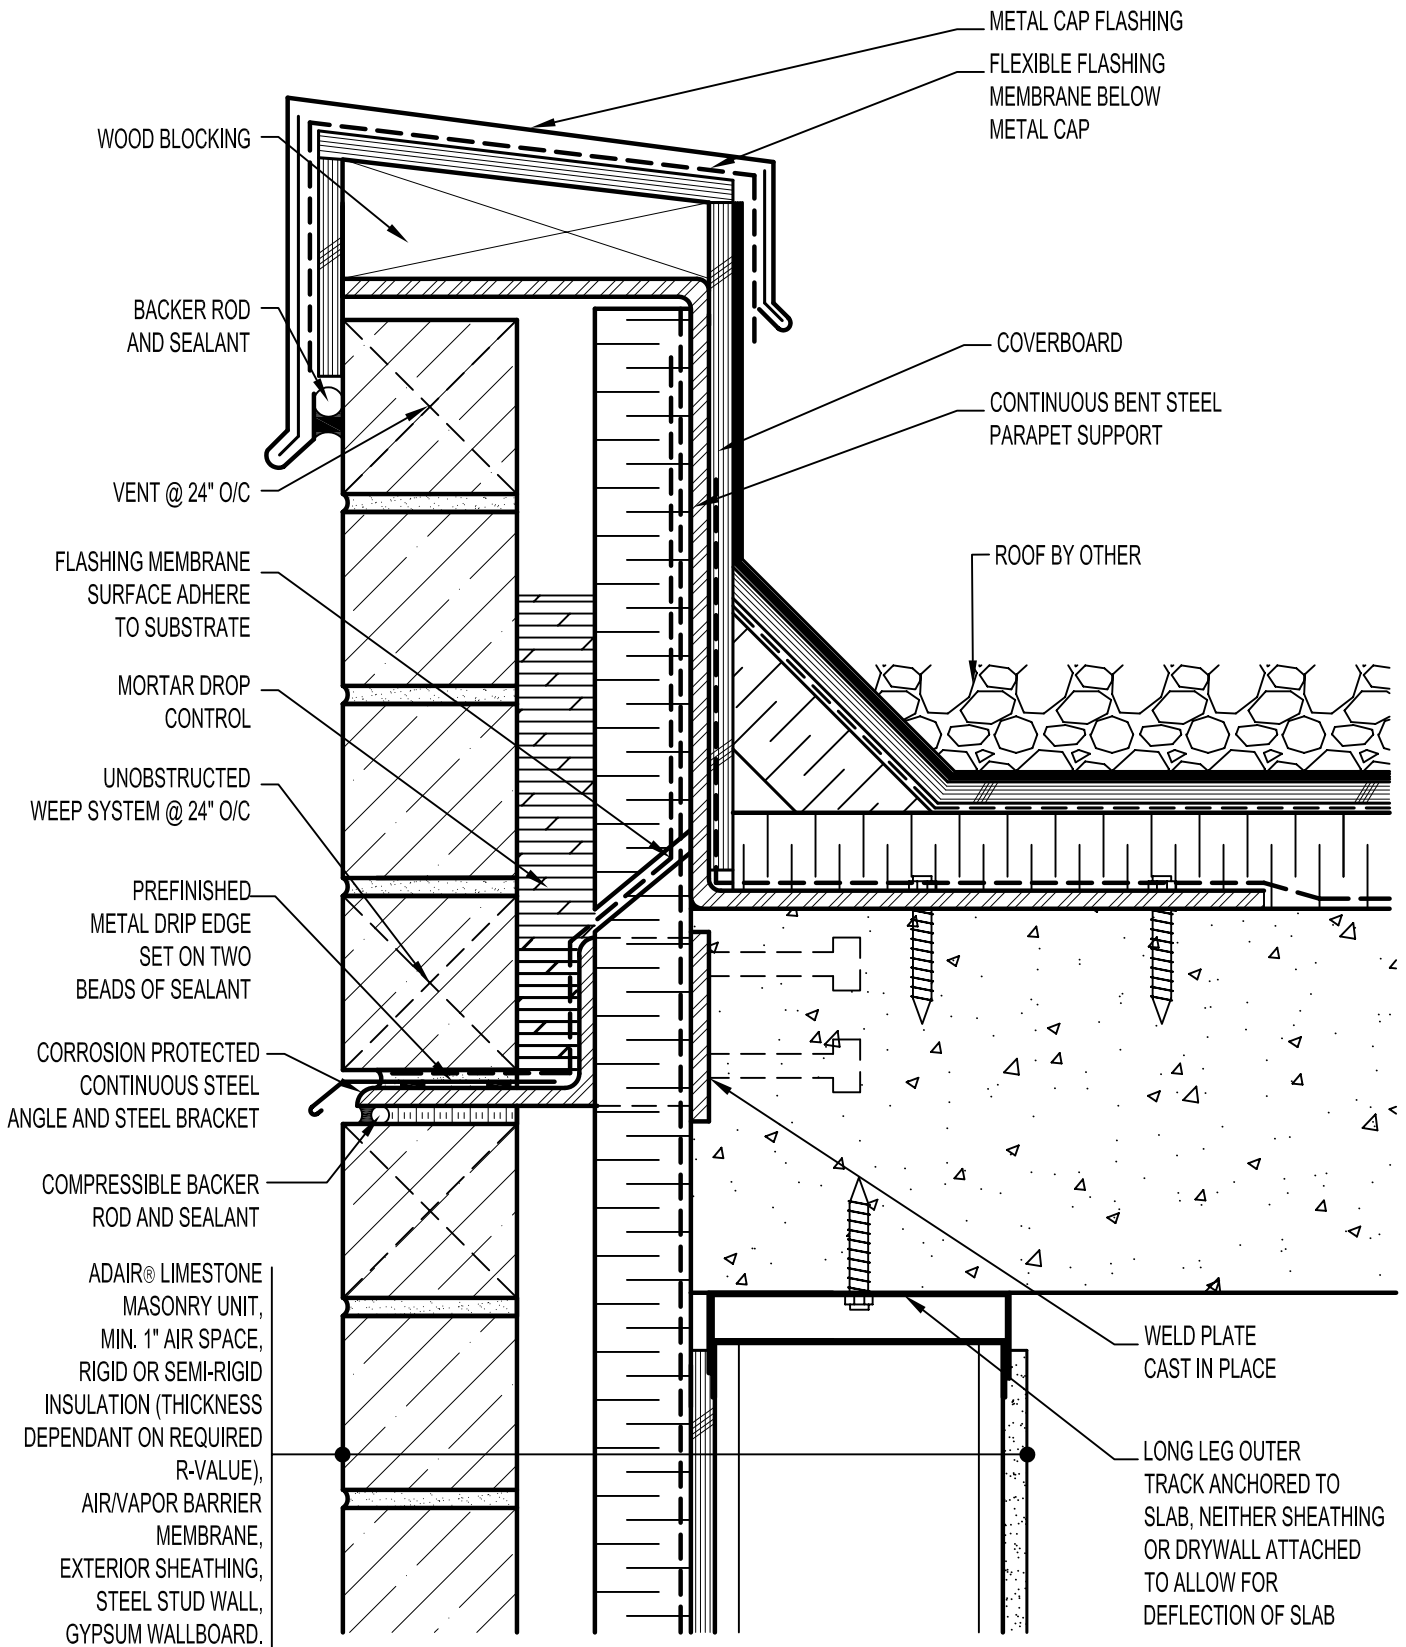 METAL CAP FLASHING
FLEXIBLE FLASHING
MEMBRANE BELOW
METAL CAP
WOOD BLOCKING
BACKER ROD
AND SEALANT
COVERBOARD
CONTINUOUS BENT STEEL
PARAPET SUPPORT
VENT @ 24" O/C
FLASHING MEMBRANE
SURFACE ADHERE
TO SUBSTRATE
ROOF BY OTHER
MORTAR DROP
CONTROL
UNOBSTRUCTED
WEEP SYSTEM @ 24" O/C
PREFINISHED
METAL DRIP EDGE
SET ON TWO
BEADS OF SEALANT
CORROSION PROTECTED
CONTINUOUS STEEL
ANGLE AND STEEL BRACKET
COMPRESSIBLE BACKER
ROD AND SEALANT
ADAIR® LIMESTONE
MASONRY UNIT,
MIN. 1" AIR SPACE,
RIGID OR SEMI-RIGID
INSULATION (THICKNESS
DEPENDANT ON REQUIRED
R-VALUE),
AIR/VAPOR BARRIER
MEMBRANE,
EXTERIOR SHEATHING,
STEEL STUD WALL,
GYPSUM WALLBOARD.
WELD PLATE
CAST IN PLACE
LONG LEG OUTER
TRACK ANCHORED TO
SLAB, NEITHER SHEATHING
OR DRYWALL ATTACHED
TO ALLOW FOR
DEFLECTION OF SLAB